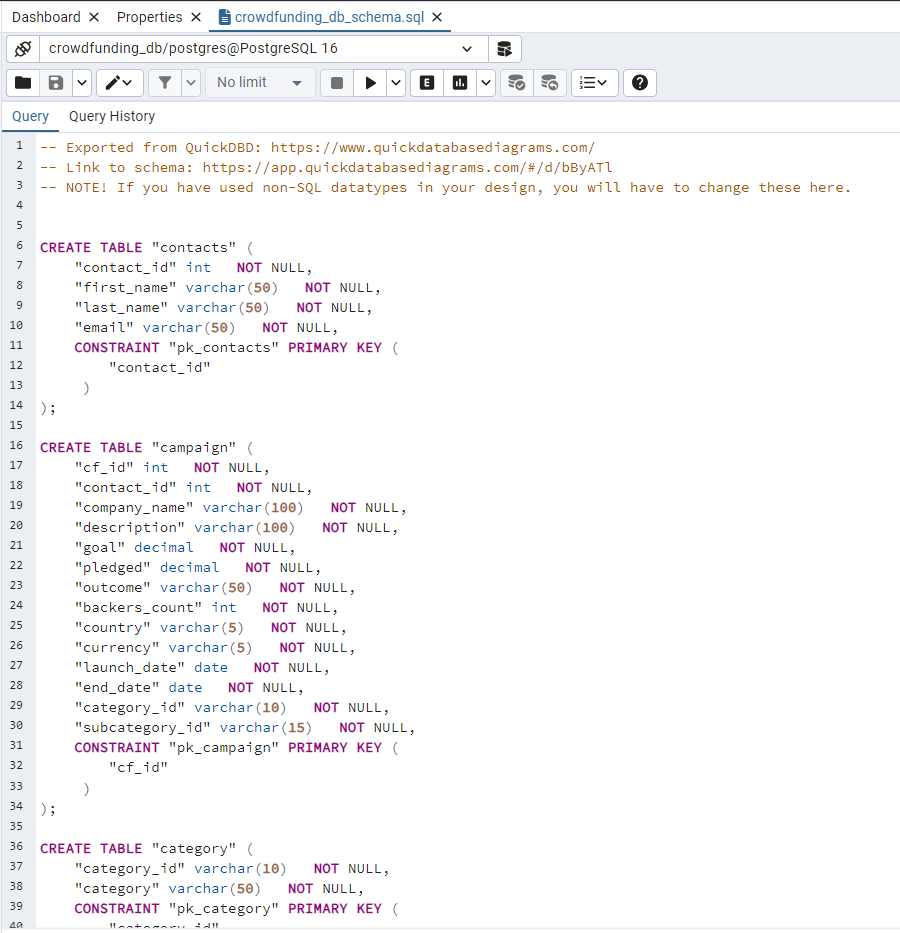 Dashboard Properties crowdfunding_db_schema.sql
crowdfunding_db/postgres@PostgreSQL 16
No limit E
Query Query History
1 -- Exported from QuickDBD: https://www.quickdatabasediagrams.com/
2 -- Link to schema: https://app.quickdatabasediagrams.com/#/d/bByATl
3 -- NOTE! If you have used non-SQL datatypes in your design, you will have to change these here.
4
5
6 CREATE TABLE "contacts" (
7 "contact_id" int NOT NULL,
8 "first_name" varchar(50) NOT NULL,
9 "last_name" varchar(50) NOT NULL,
10 "email" varchar(50) NOT NULL,
11 CONSTRAINT "pk_contacts" PRIMARY KEY (
12 "contact_id"
13 )
14 );
15
16 CREATE TABLE "campaign" (
17 "cf_id" int NOT NULL,
18 "contact_id" int NOT NULL,
19 "company_name" varchar(100) NOT NULL,
20 "description" varchar(100) NOT NULL,
21 "goal" decimal NOT NULL,
22 "pledged" decimal NOT NULL,
23 "outcome" varchar(50) NOT NULL,
24 "backers_count" int NOT NULL,
25 "country" varchar(5) NOT NULL,
26 "currency" varchar(5) NOT NULL,
27 "launch_date" date NOT NULL,
28 "end_date" date NOT NULL,
29 "category_id" varchar(10) NOT NULL,
30 "subcategory_id" varchar(15) NOT NULL,
31 CONSTRAINT "pk_campaign" PRIMARY KEY (
32 "cf_id"
33 )
34 );
35
36 CREATE TABLE "category" (
37 "category_id" varchar(10) NOT NULL,
38 "category" varchar(50) NOT NULL,
39 CONSTRAINT "pk_category" PRIMARY KEY (
40 "category_id"